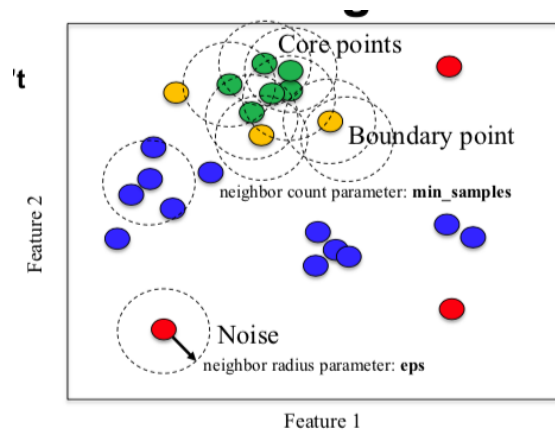 't
Core points
Boundary point
neighbor count parameter: min_samples
Feature 2
Noise
neighbor radius parameter: eps
Feature 1